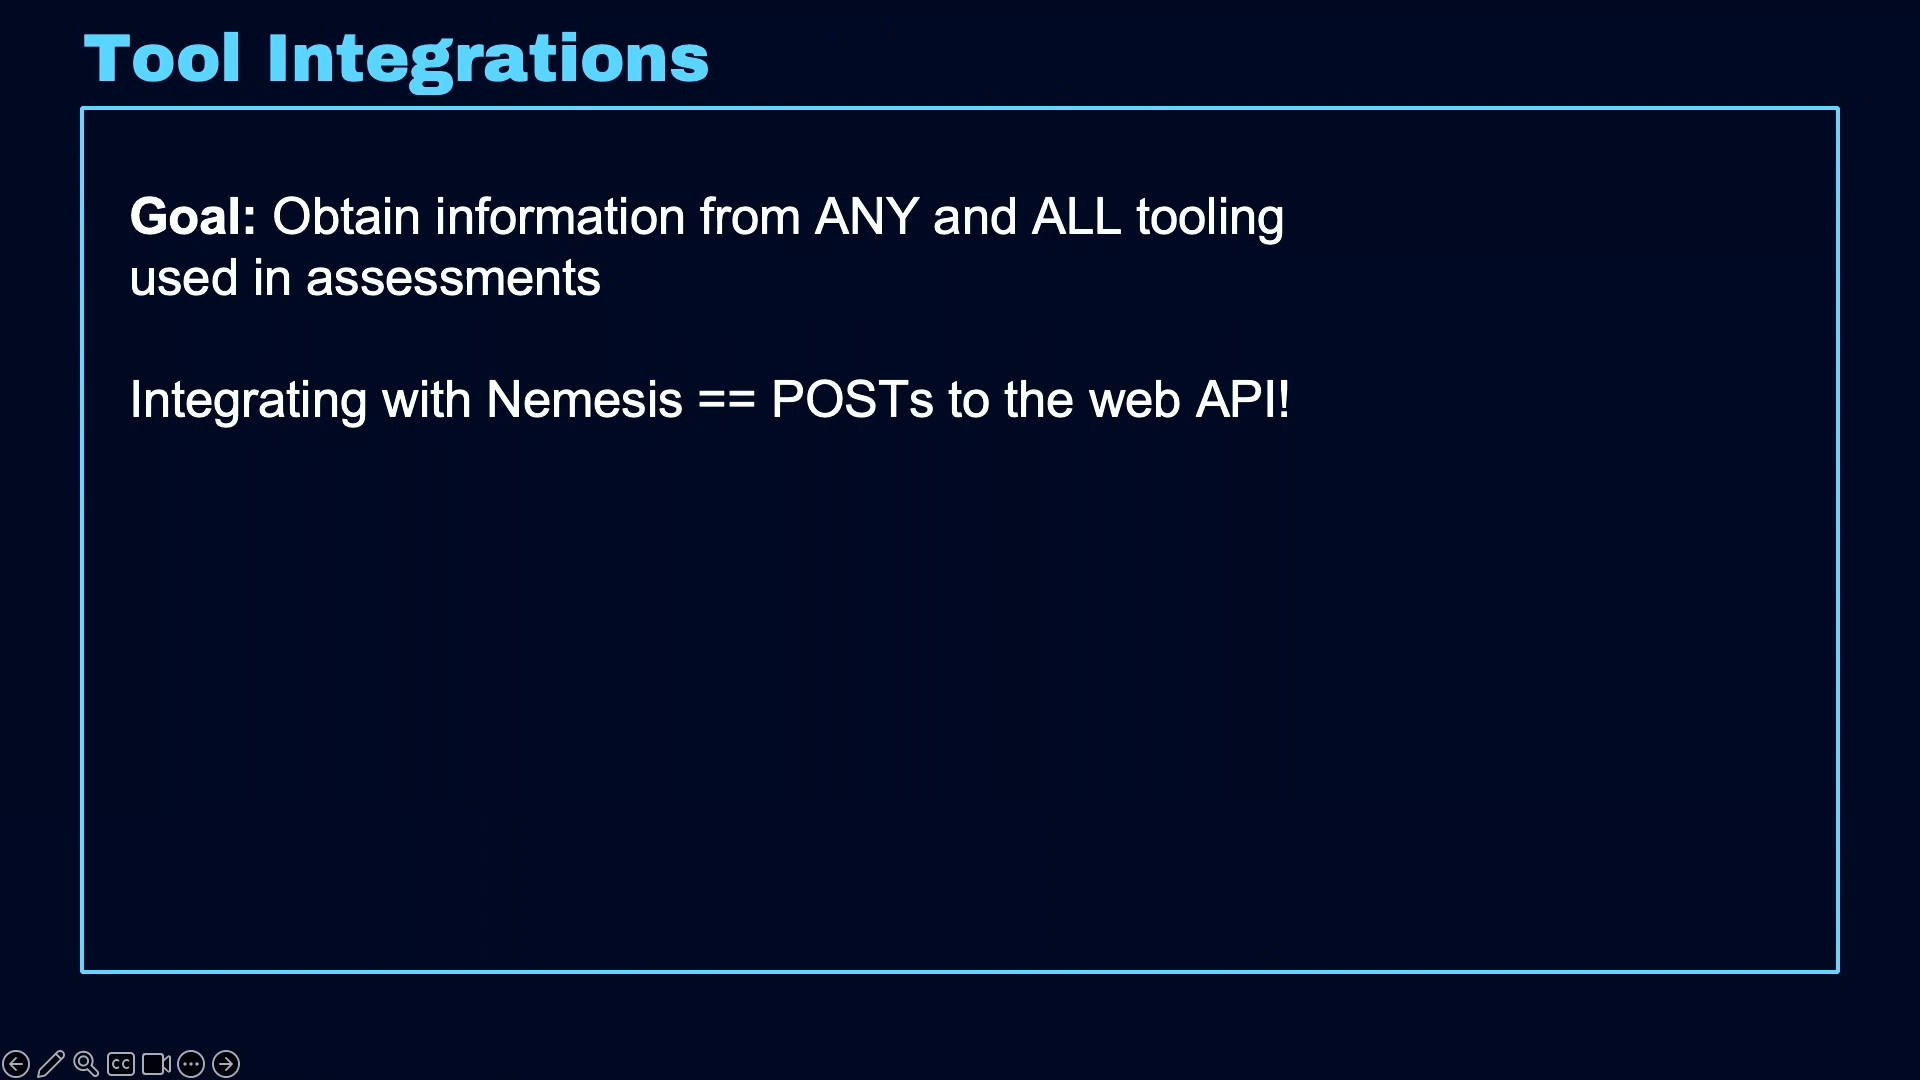 Tool Integrations
Goal: Obtain information from ANY and ALL tooling
used in assessments
Integrating with Nemesis == POSTs to the web API!
CC